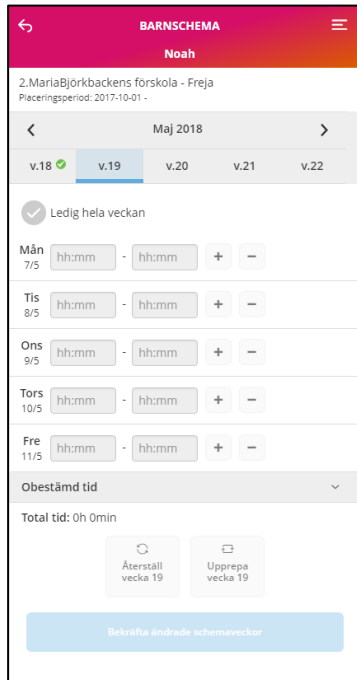 BARNSCHEMA
Noah
2.MariaBjörkbackens förskola - Freja
Placeringsperiod: 2017-10-01 -
Maj 2018
v.18 v.19 v.20 v.21 v.22
Ledig hela veckan
Mån hh:mm - hh:mm + −
7/5
Tis hh:mm - hh:mm + −
8/5
Ons hh:mm - hh:mm + −
9/5
Tors hh:mm - hh:mm + −
10/5
Fre hh:mm - hh:mm + −
11/5
Obestämd tid
Total tid: 0h 0min
Återställ vecka 19
Upprepa vecka 19
Bekräfta ändrade schemaveckor